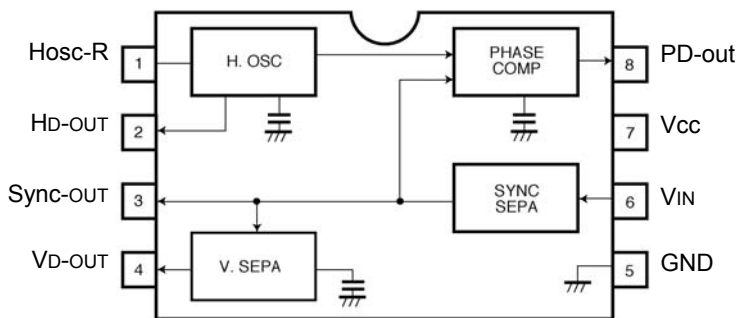 Hosc-R
1
H. OSC
PHASE
COMP
8
PD-out
HD-OUT
2
7
Vcc
Sync-OUT
3
SYNC
SEPA
6
VIN
VD-OUT
4
V. SEPA
5
GND